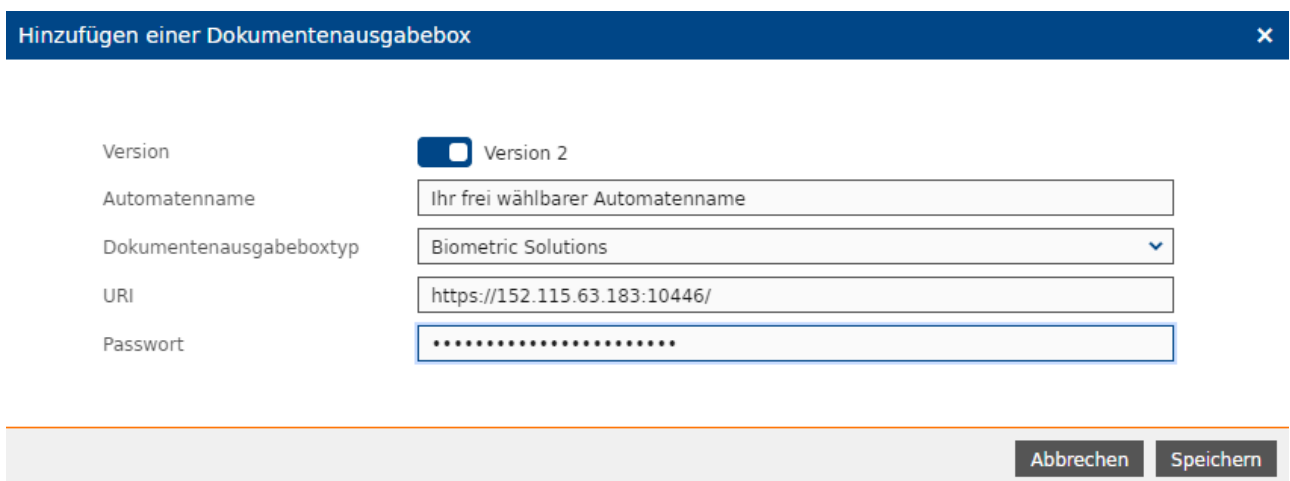 Hinzufügen einer Dokumentenausgabebox
Version Version 2
Automatenname Ihr frei wählbarer Automatenname
Dokumentenausgabeboxtyp Biometric Solutions
URI https://152.115.63.183:10446/
Passwort •••••••••••••••••••••••
Abbrechen Speichern